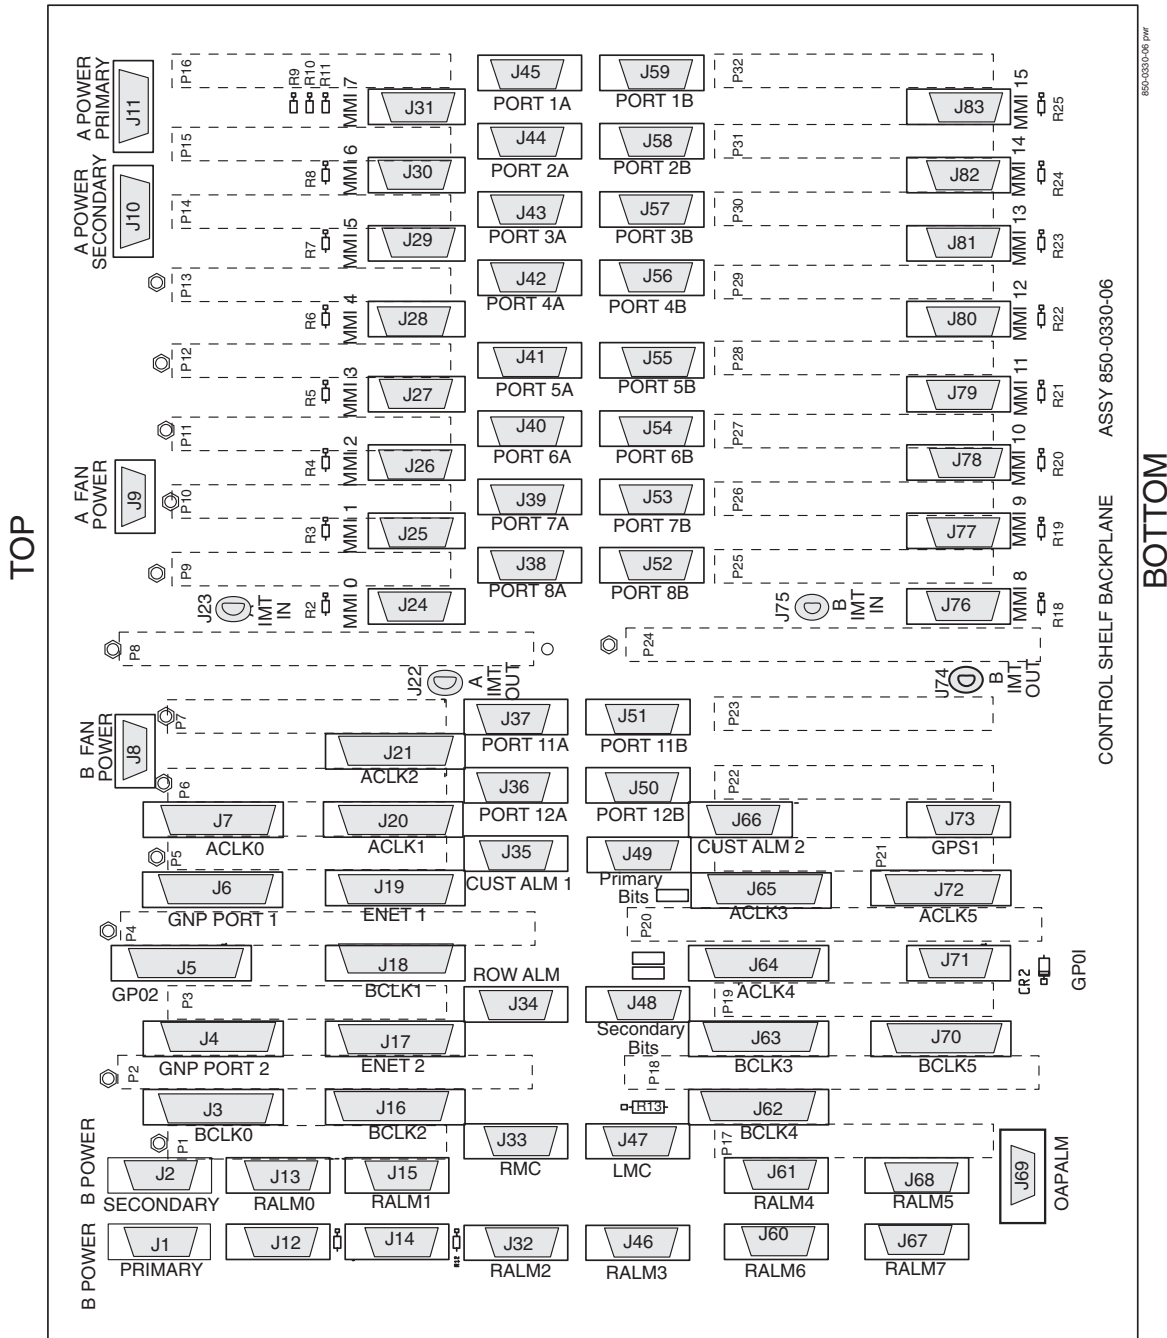 850-0330-06 pwr
TOP
BOTTOM
A POWER
PRIMARY
J11
A POWER
SECONDARY
J10
A FAN
POWER
J9
B FAN
POWER
J8
P16
R9
R10
R11
MMI 7
J31
J45
PORT 1A
J59
PORT 1B
P32
J83
MMI 15
R25
P15
R8
MMI 6
J30
J44
PORT 2A
J58
PORT 2B
P31
J82
MMI 14
R24
P14
R7
MMI 5
J29
J43
PORT 3A
J57
PORT 3B
P30
J81
MMI 13
R23
P13
R6
MMI 4
J28
J42
PORT 4A
J56
PORT 4B
P29
J80
MMI 12
R22
P12
R5
MMI 3
J27
J41
PORT 5A
J55
PORT 5B
P28
J79
MMI 11
R21
P11
R4
MMI 2
J26
J40
PORT 6A
J54
PORT 6B
P27
J78
MMI 10
R20
P10
R3
MMI 1
J25
J39
PORT 7A
J53
PORT 7B
P26
J77
MMI 9
R19
P9
J23
A
IMT
IN
R2
MMI 0
J24
J38
PORT 8A
J52
PORT 8B
P25
J75
B
IMT
IN
J76
MMI 8
R18
P8
J22
A
IMT
OUT
P24
J74
B
IMT
OUT
CONTROL SHELF BACKPLANE
ASSY 850-0330-06
P7
J21
ACLK2
J37
PORT 11A
J51
PORT 11B
P23
P6
J7
ACLK0
J20
ACLK1
J36
PORT 12A
J50
PORT 12B
P22
J66
CUST ALM 2
J73
GPS1
P5
J6
GNP PORT 1
J19
ENET 1
J35
CUST ALM 1
J49
Primary
Bits
J65
ACLK3
P21
J72
ACLK5
P4
J5
GP02
J18
BCLK1
P20
J64
ACLK4
J71
CR2
GP0I
P3
J4
GNP PORT 2
J17
ENET 2
ROW ALM
J34
J48
Secondary
Bits
P19
J63
BCLK3
J70
BCLK5
P2
J3
BCLK0
J16
BCLK2
P18
R13
J62
BCLK4
P1
B POWER
J2
SECONDARY
J13
RALM0
J15
RALM1
J33
RMC
J47
LMC
P17
J61
RALM4
J68
RALM5
J69
OAPALM
B POWER
J1
PRIMARY
J12
J14
R12
J32
RALM2
J46
RALM3
J60
RALM6
J67
RALM7